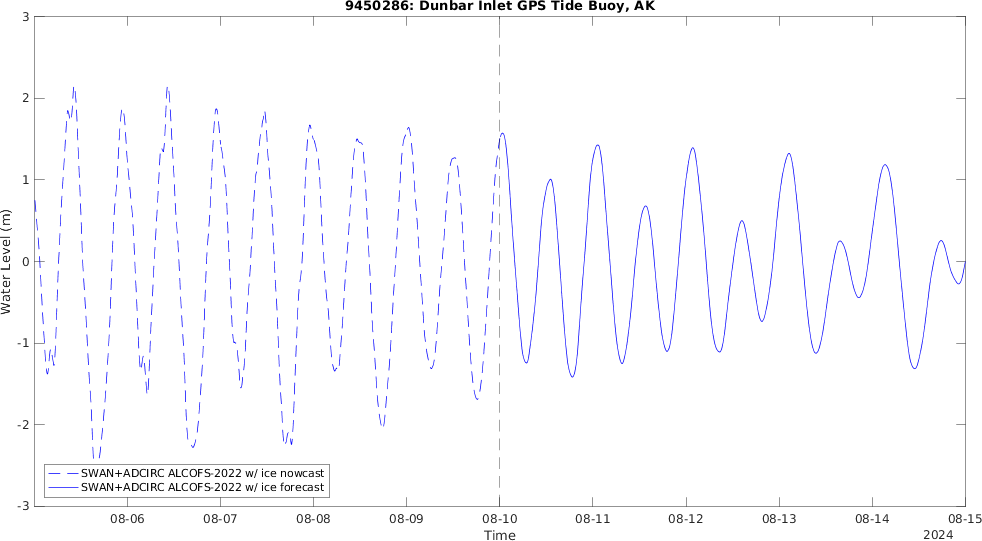 9450286: Dunbar Inlet GPS Tide Buoy, AK
3
2
1
0
-1
-2
-3
Water Level (m)
SWAN+ADCIRC ALCOFS-2022 w/ ice nowcast
SWAN+ADCIRC ALCOFS-2022 w/ ice forecast
08-06 08-07 08-08 08-09 08-10 08-11 08-12 08-13 08-14 08-15
Time
2024